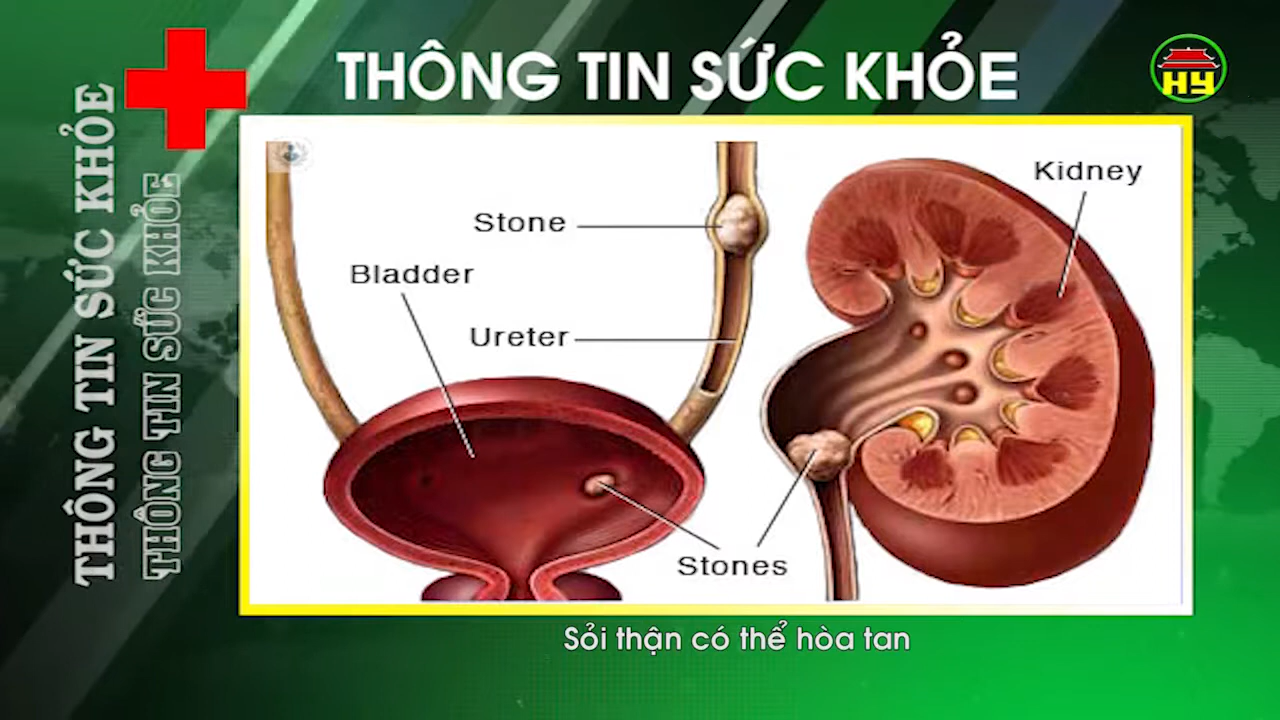 THÔNG TIN SỨC KHỎE
HY
THÔNG TIN SỨC KHỎE
THÔNG TIN SỨC KHỎE
Kidney
Stone
Bladder
Ureter
Stones
Sỏi thận có thể hòa tan